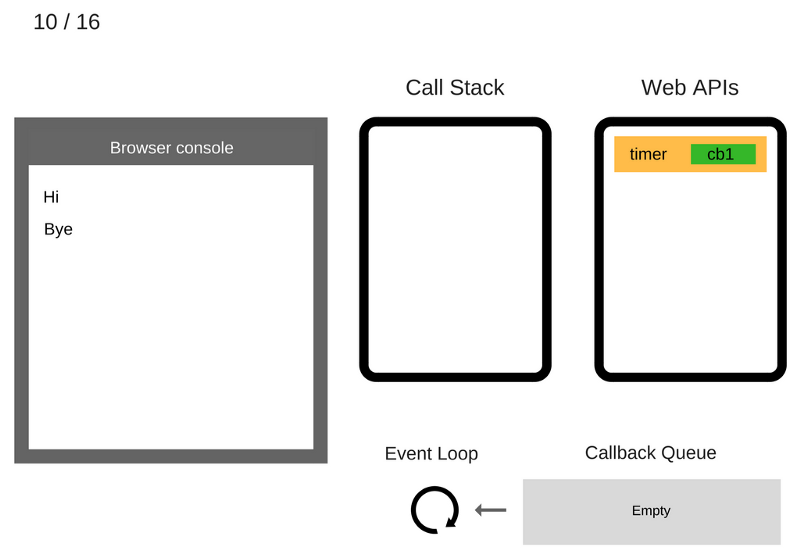 10 / 16
Call Stack
Web APIs
Browser console
timer
cb1
Hi
Bye
Event Loop
Callback Queue
Empty